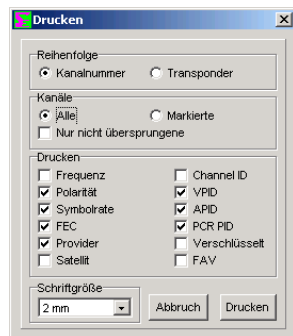 Drucken
Reihenfolge
Kanalnummer Transponder
Kanäle
Alle Markierte
Nur nicht übersprungene
Drucken
Frequenz Channel ID
Polarität VPID
Symbolrate APID
FEC PCR PID
Provider Verschlüsselt
Satellit FAV
Schriftgröße
2 mm Abbruch Drucken